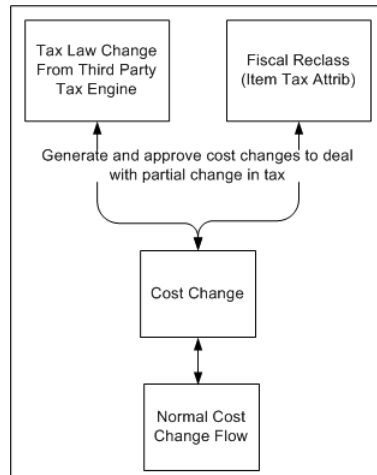 Tax Law Change
From Third Party
Tax Engine
Fiscal Reclass
(Item Tax Attrib)
Generate and approve cost changes to deal
with partial change in tax
Cost Change
Normal Cost
Change Flow